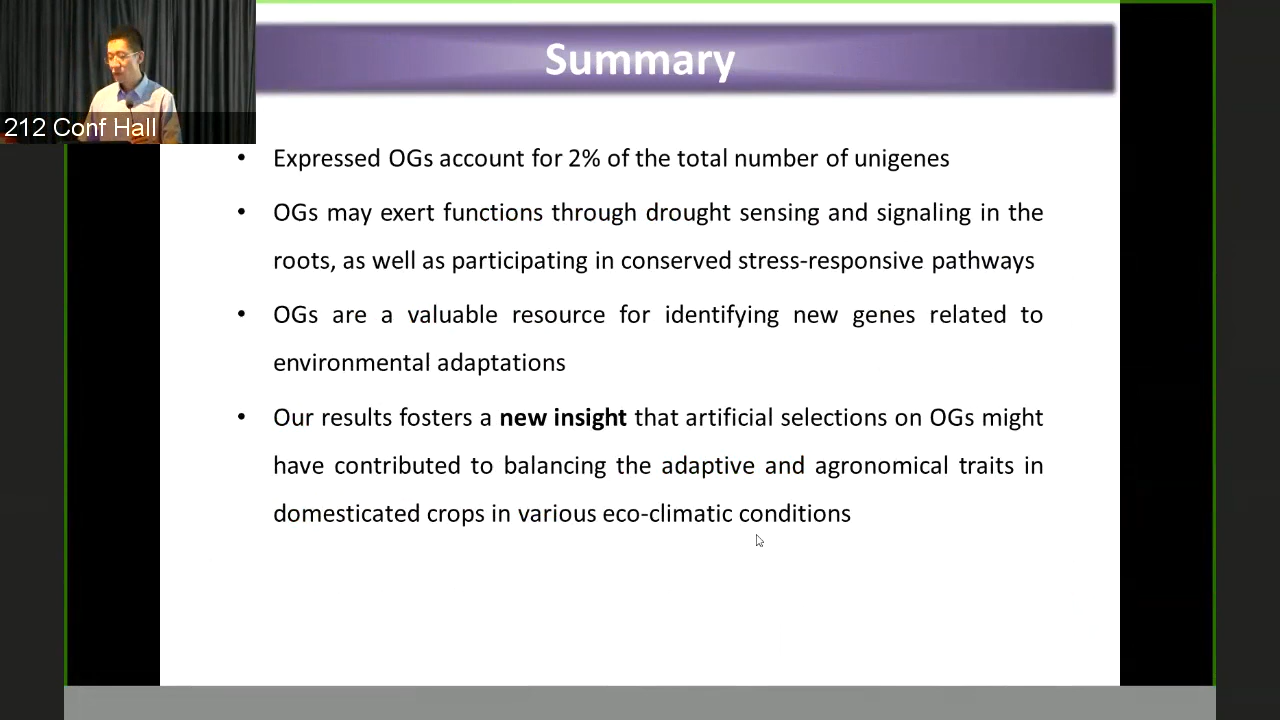 Summary
212 Conf Hall
• Expressed OGs account for 2% of the total number of unigenes
• OGs may exert functions through drought sensing and signaling in the
roots, as well as participating in conserved stress-responsive pathways
• OGs are a valuable resource for identifying new genes related to
environmental adaptations
• Our results fosters a new insight that artificial selections on OGs might
have contributed to balancing the adaptive and agronomical traits in
domesticated crops in various eco-climatic conditions